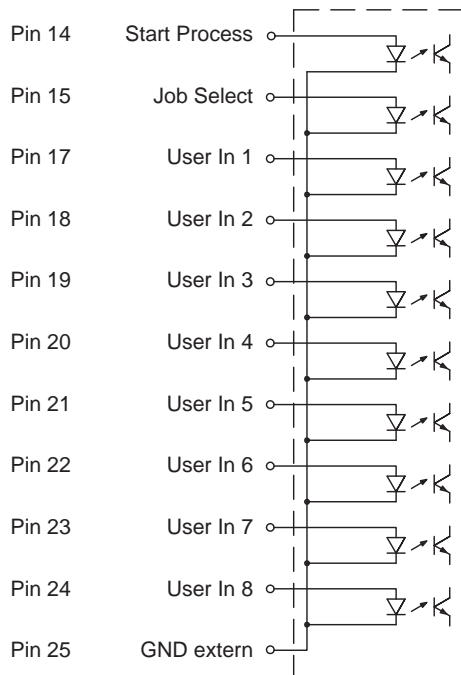 Pin 14 Start Process
Pin 15 Job Select
Pin 17 User In 1
Pin 18 User In 2
Pin 19 User In 3
Pin 20 User In 4
Pin 21 User In 5
Pin 22 User In 6
Pin 23 User In 7
Pin 24 User In 8
Pin 25 GND extern